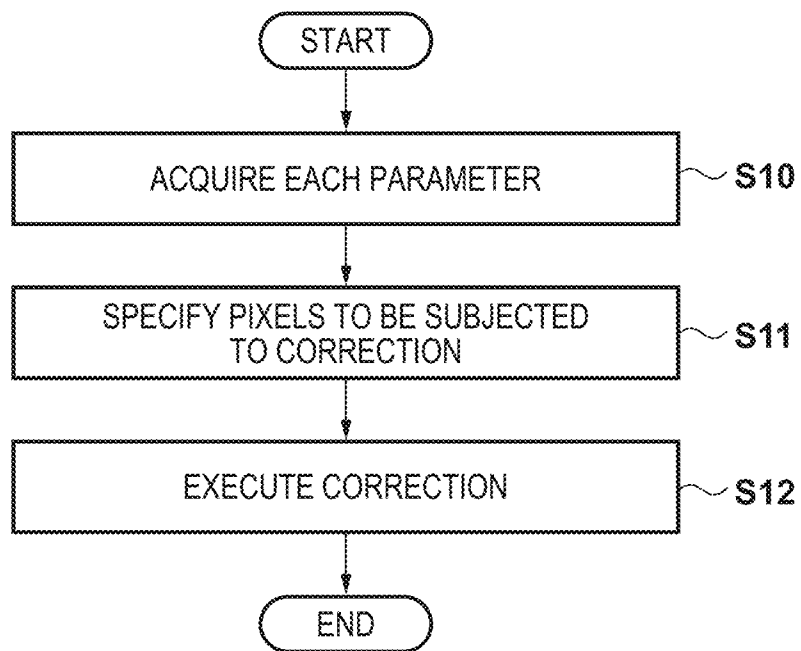 START
ACQUIRE EACH PARAMETER
S10
SPECIFY PIXELS TO BE SUBJECTED
TO CORRECTION
S11
EXECUTE CORRECTION
S12
END